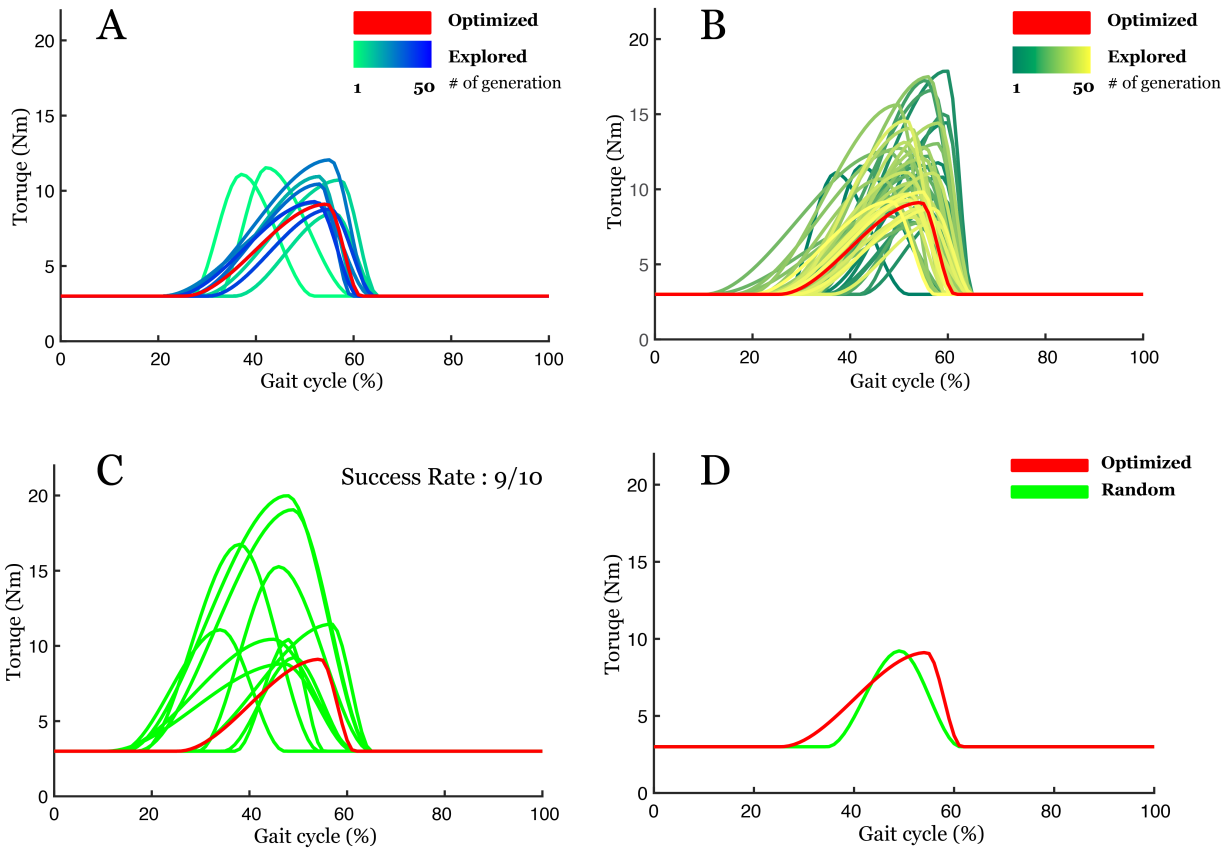 A
Optimized
Explored
1 50 # of generation
20
15
10
5
0
Toruqe (Nm)
0 20 40 60 80 100
Gait cycle (%)
B
Optimized
Explored
1 50 # of generation
20
15
10
5
0
Toruqe (Nm)
0 20 40 60 80 100
Gait cycle (%)
C
Success Rate : 9/10
20
15
10
5
0
Toruqe (Nm)
0 20 40 60 80 100
Gait cycle (%)
D
Optimized
Random
20
15
10
5
0
Toruqe (Nm)
0 20 40 60 80 100
Gait cycle (%)